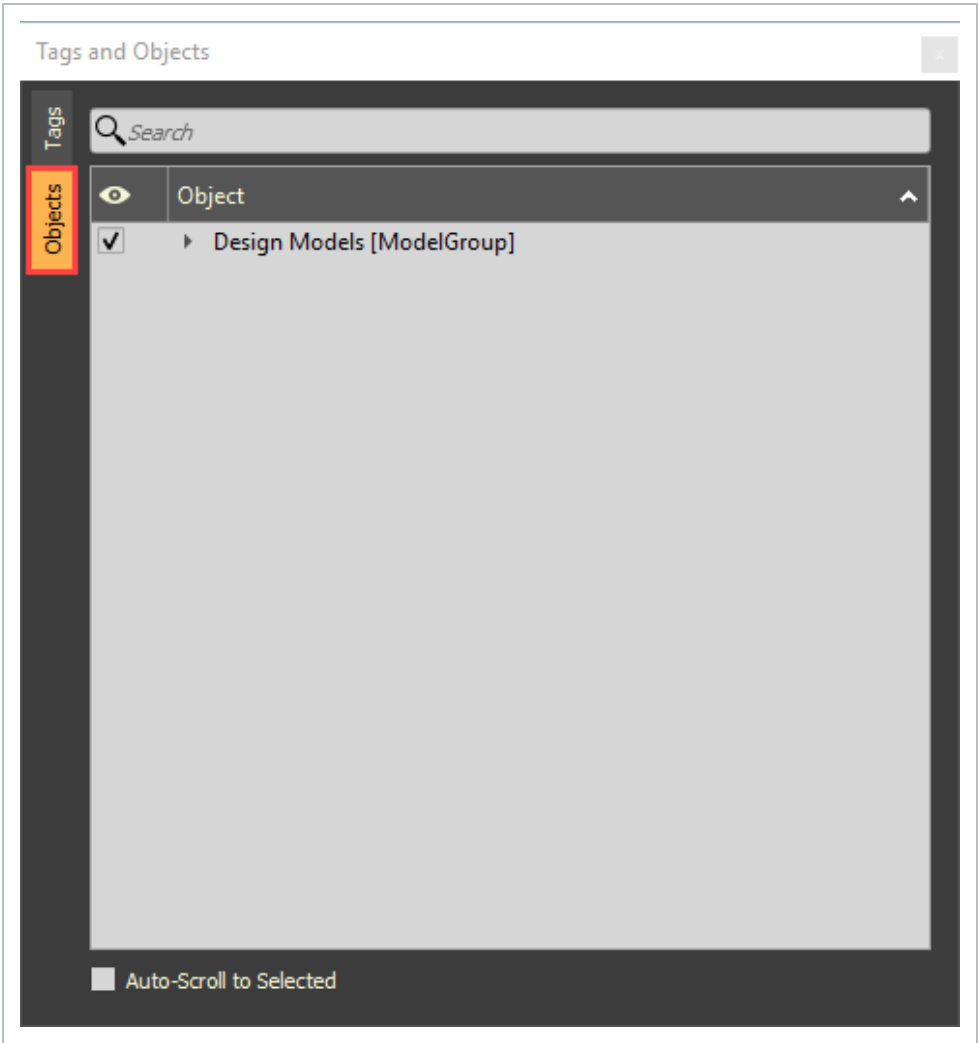 Tags and Objects
x
Tags
Search
Objects
Object
Design Models [ModelGroup]
Auto-Scroll to Selected